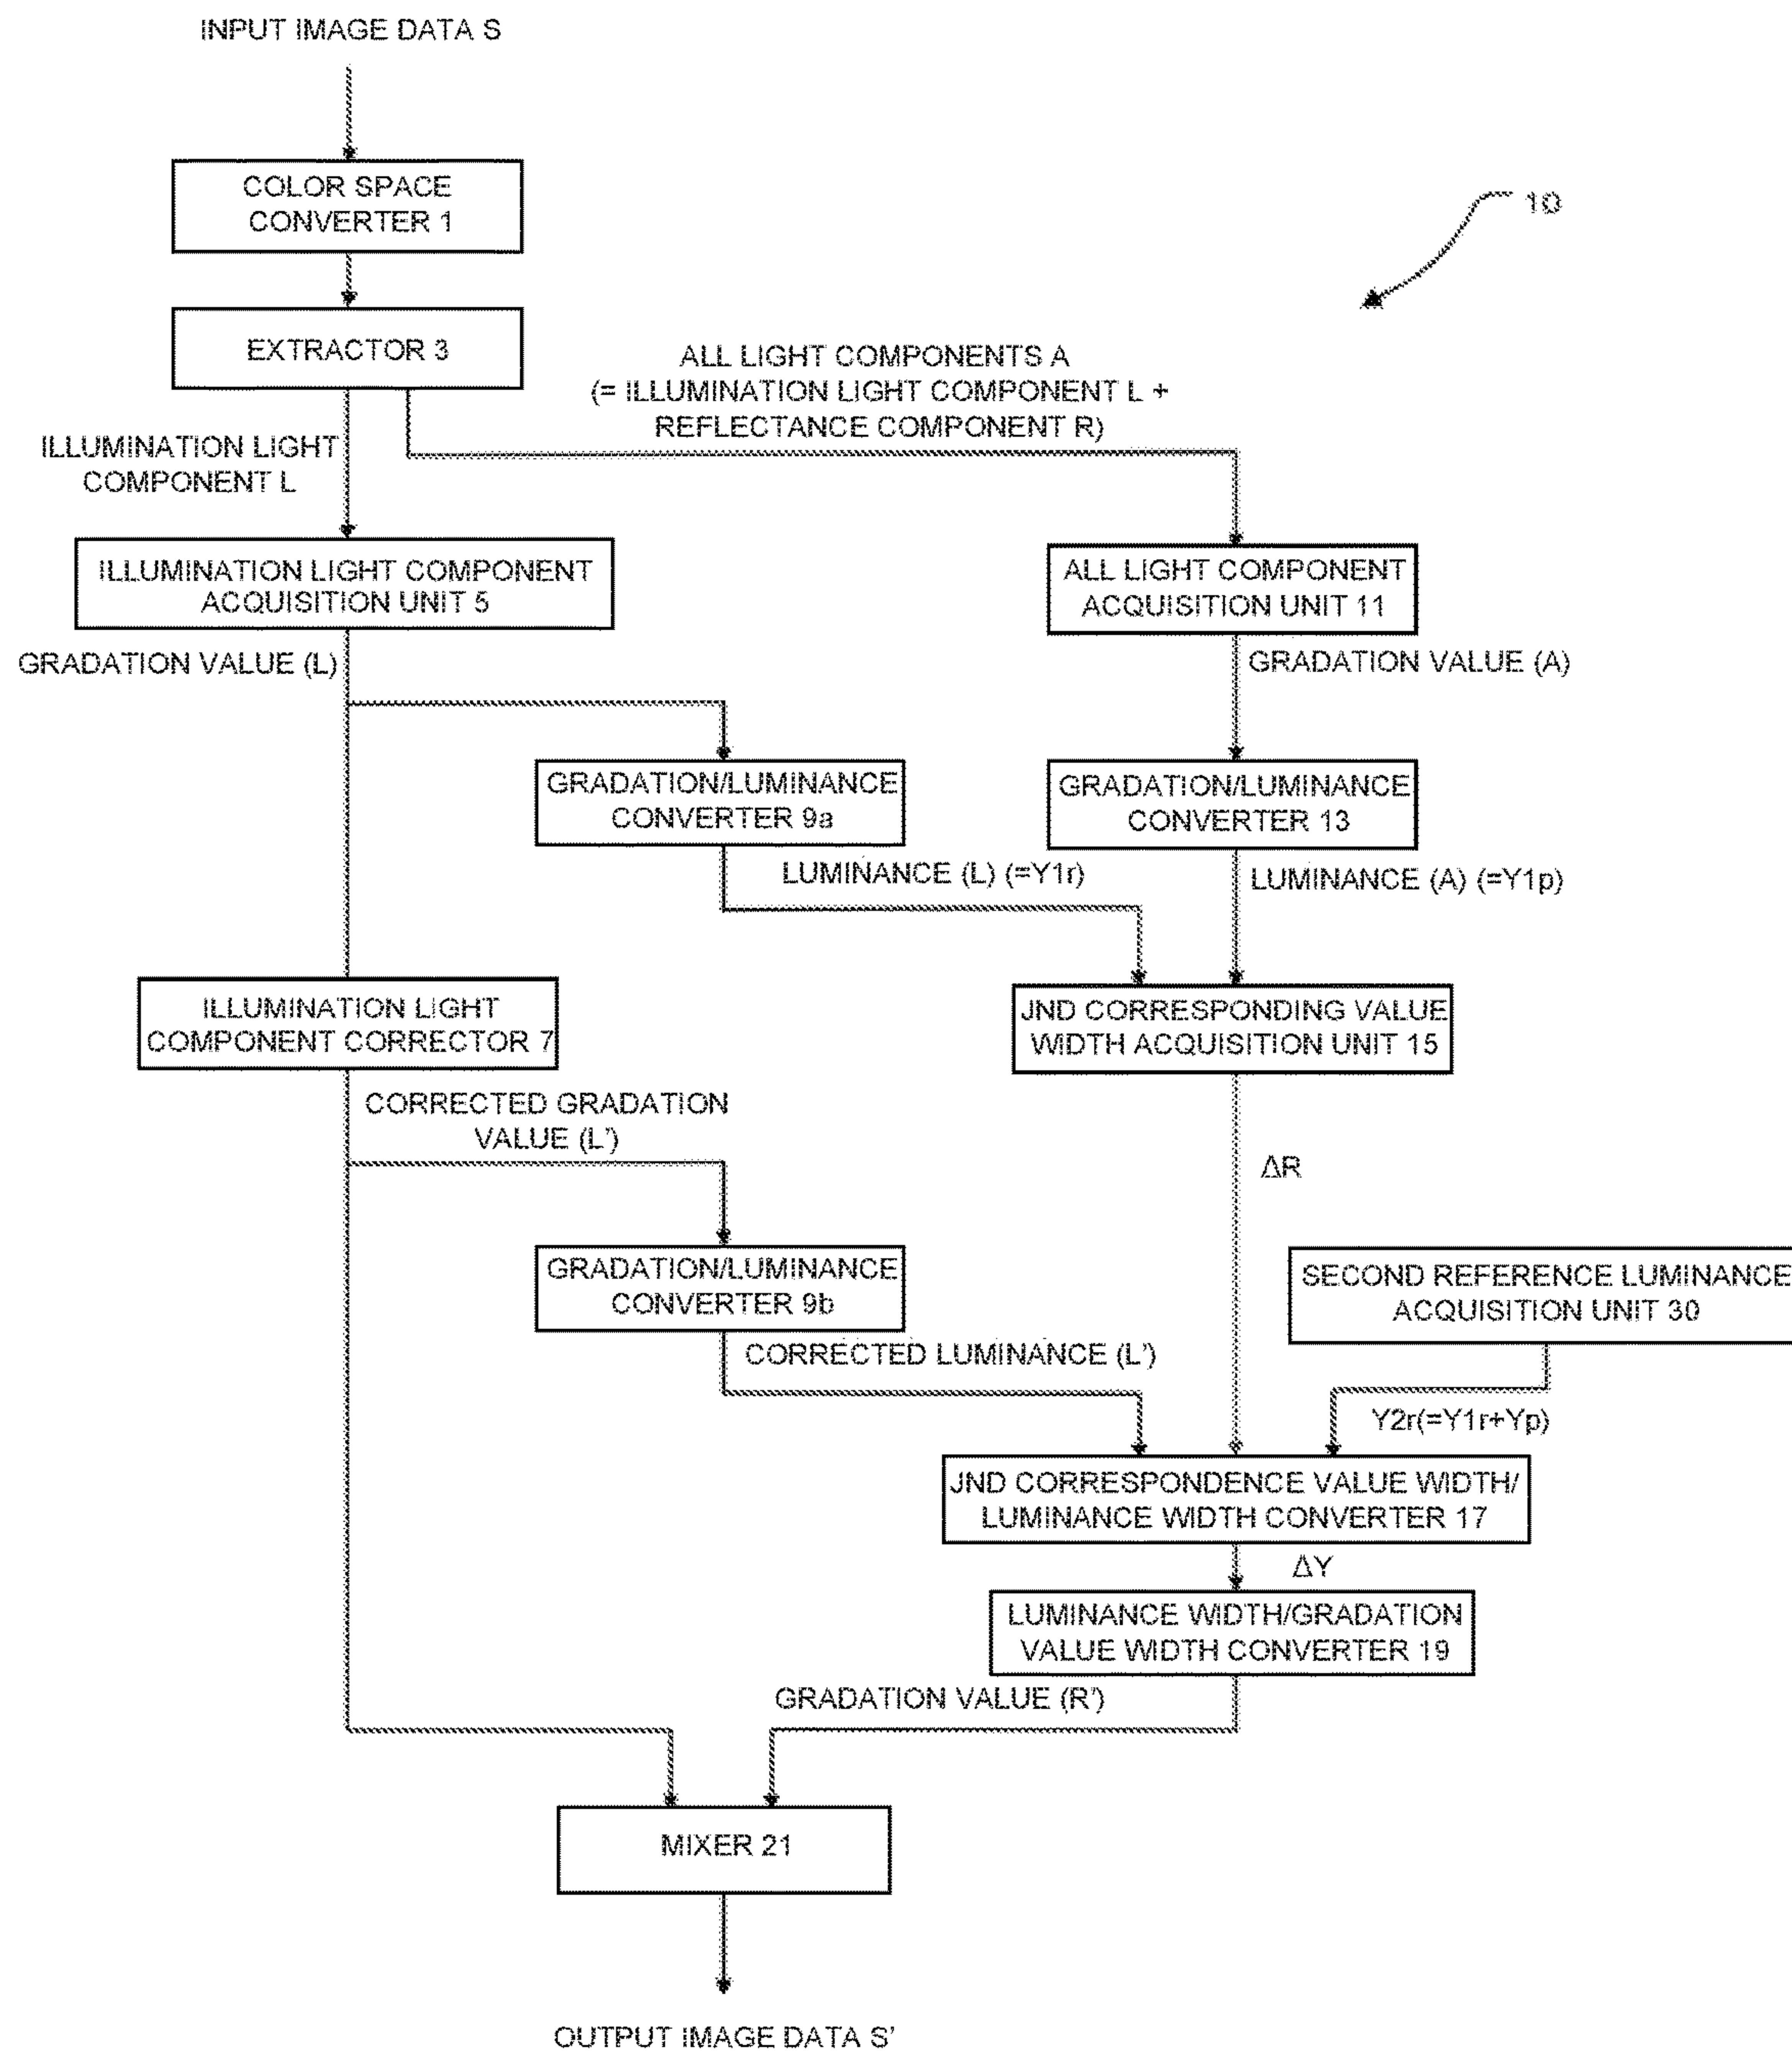 INPUT IMAGE DATA S
COLOR SPACE
CONVERTER 1
10
EXTRACTOR 3
ALL LIGHT COMPONENTS A
(= ILLUMINATION LIGHT COMPONENT L +
REFLECTANCE COMPONENT R)
ILLUMINATION LIGHT
COMPONENT L
ILLUMINATION LIGHT COMPONENT
ACQUISITION UNIT 5
ALL LIGHT COMPONENT
ACQUISITION UNIT 11
GRADATION VALUE (L)
GRADATION VALUE (A)
GRADATION/LUMINANCE
CONVERTER 9a
GRADATION/LUMINANCE
CONVERTER 13
LUMINANCE (L) (=Y1r)
LUMINANCE (A) (=Y1p)
ILLUMINATION LIGHT
COMPONENT CORRECTOR 7
JND CORRESPONDING VALUE
WIDTH ACQUISITION UNIT 15
CORRECTED GRADATION
VALUE (L')
ΔR
GRADATION/LUMINANCE
CONVERTER 9b
SECOND REFERENCE LUMINANCE
ACQUISITION UNIT 30
CORRECTED LUMINANCE (L')
Y2r(=Y1r+Yp)
JND CORRESPONDENCE VALUE WIDTH/
LUMINANCE WIDTH CONVERTER 17
ΔY
LUMINANCE WIDTH/GRADATION
VALUE WIDTH CONVERTER 19
GRADATION VALUE (R')
MIXER 21
OUTPUT IMAGE DATA S'